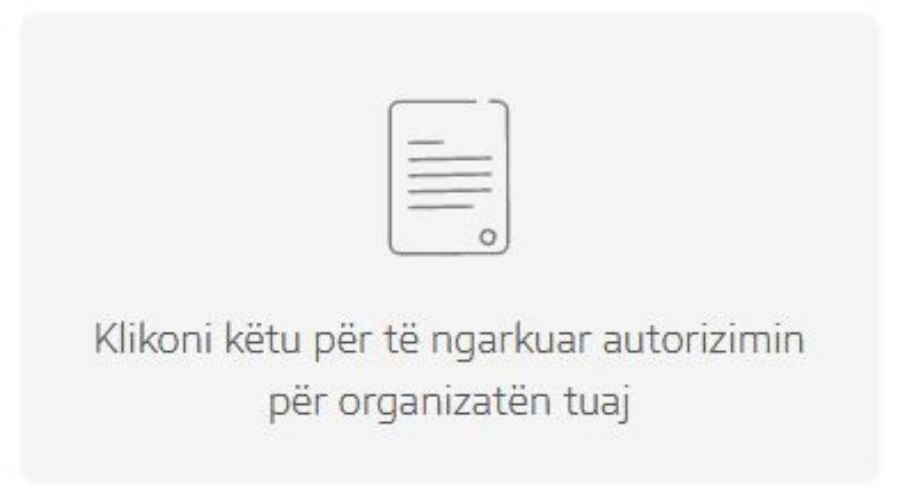 Klikoni këtu për të ngarkuar autorizimin
për organizatën tuaj